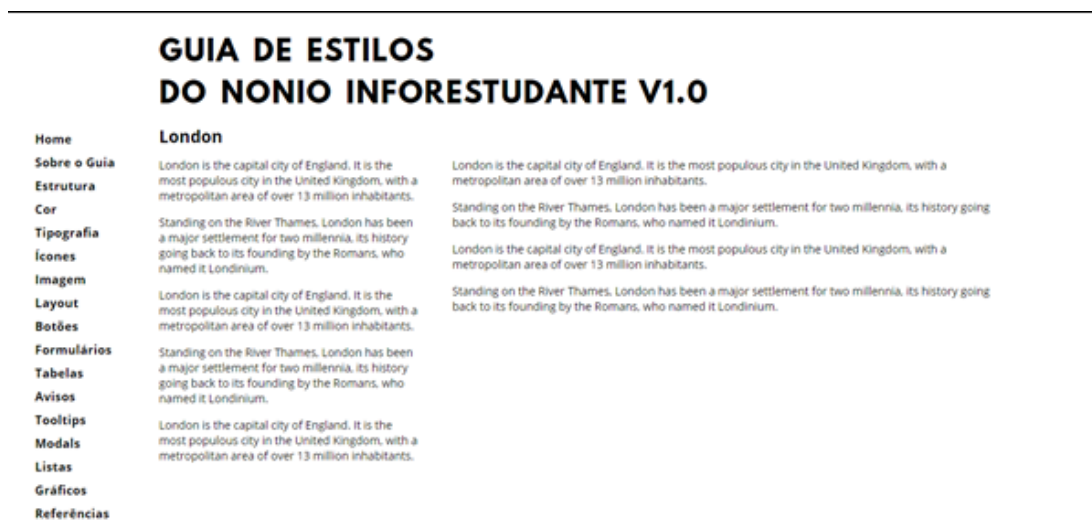 GUIA DE ESTILOS
DO NONIO INFORESTUDANTE V1.0
Home
Sobre o Guia
Estrutura
Cor
Tipografia
Ícones
Imagem
Layout
Botões
Formulários
Tabelas
Avisos
Tooltips
Modals
Listas
Gráficos
Referências
London
London is the capital city of England. It is the
most populous city in the United Kingdom, with a
metropolitan area of over 13 million inhabitants.
Standing on the River Thames, London has been
a major settlement for two millennia, its history
going back to its founding by the Romans, who
named it Londinium.
London is the capital city of England. It is the
most populous city in the United Kingdom, with a
metropolitan area of over 13 million inhabitants.
Standing on the River Thames, London has been
a major settlement for two millennia, its history
going back to its founding by the Romans, who
named it Londinium.
London is the capital city of England. It is the
most populous city in the United Kingdom, with a
metropolitan area of over 13 million inhabitants.
London is the capital city of England. It is the most populous city in the United Kingdom, with a
metropolitan area of over 13 million inhabitants.
Standing on the River Thames, London has been a major settlement for two millennia, its history going
back to its founding by the Romans, who named it Londinium.
London is the capital city of England. It is the most populous city in the United Kingdom, with a
metropolitan area of over 13 million inhabitants.
Standing on the River Thames, London has been a major settlement for two millennia, its history going
back to its founding by the Romans, who named it Londinium.